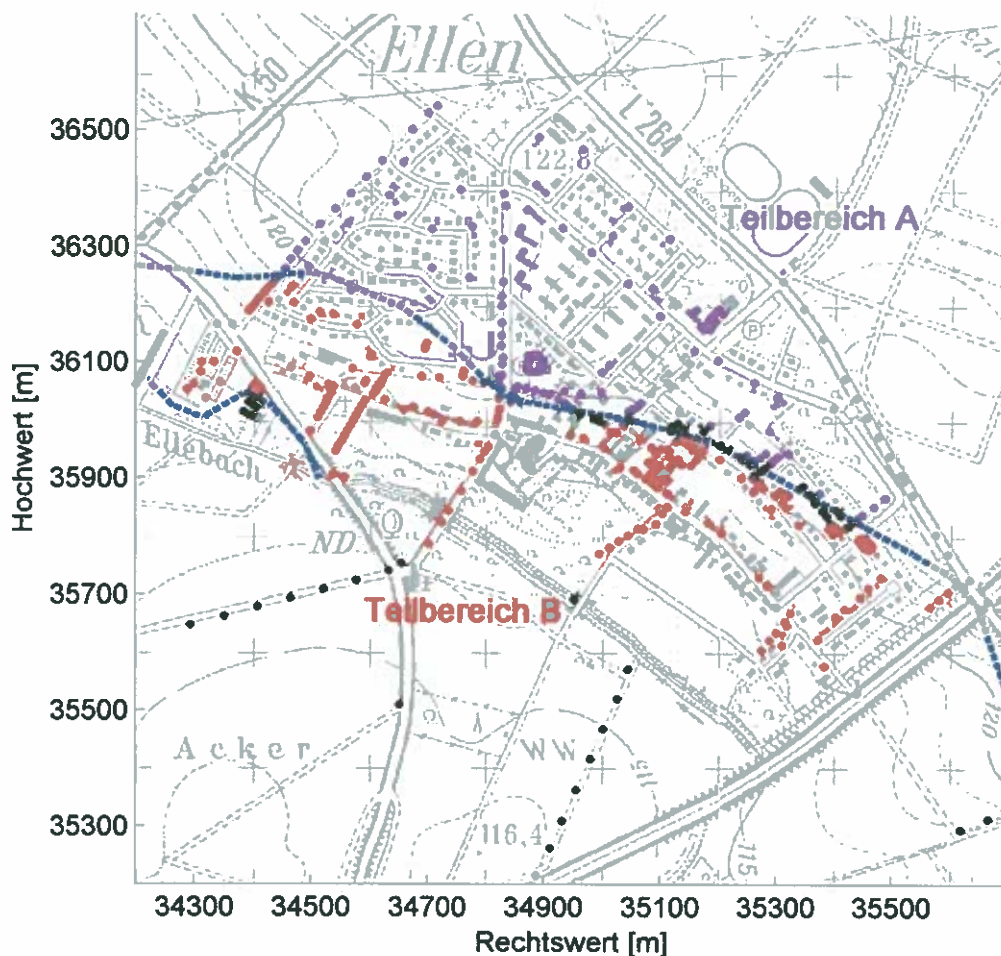 Ellen
K 50
L 264
122,8
Teilbereich A
120
P
Ellebach
ND
Teilbereich B
Acker
WW
116,4
115
120
Hochwert [m]
36500
36300
36100
35900
35700
35500
35300
34300 34500 34700 34900 35100 35300 35500
Rechtswert [m]